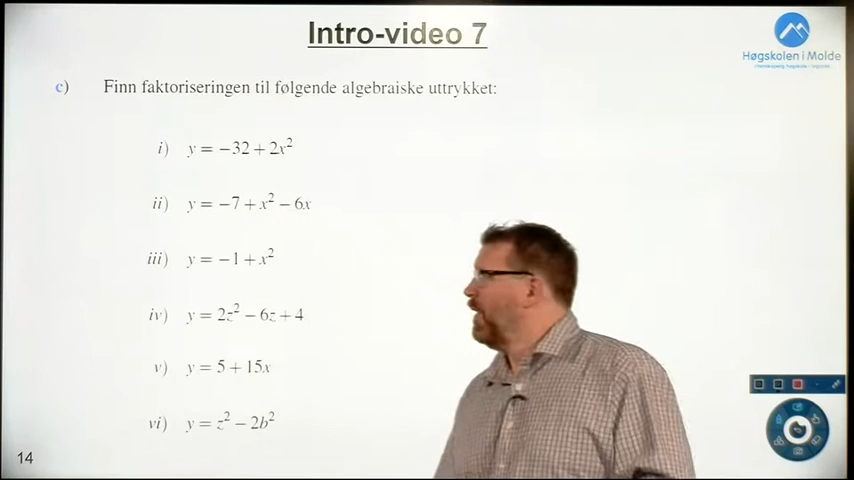 Intro-video 7
Høgskolen i Molde
c) Finn faktoriseringen til følgende algebraiske uttrykket:
i) y = −32 + 2x²
ii) y = −7 + x² − 6x
iii) y = −1 + x²
iv) y = 2z² − 6z + 4
v) y = 5 + 15x
vi) y = z² − 2b²
14